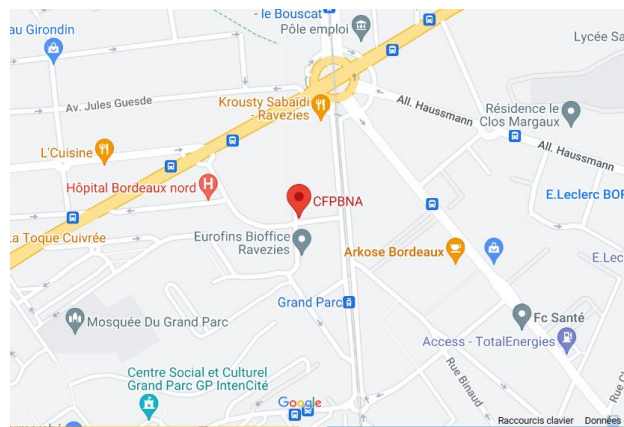 - le Bouscat
au Girondin
Pôle emploi
Lycée Sa
Av. Jules Guesde
Krousty Sabaïdi
- Ravezies
All. Haussmann
Résidence le
Clos Margaux
L'Cuisine
All. Haussmann
Hôpital Bordeaux nord
H
CFPBNA
E.Leclerc BOR
La Toque Cuivrée
Eurofins Bioffice
Ravezies
Arkose Bordeaux
E.Lec
Grand Parc
Mosquée Du Grand Parc
Fc Santé
Access - TotalEnergies
Centre Social et Culturel
Grand Parc GP IntenCité
Rue Binaud
Google
Raccourcis clavier
Données